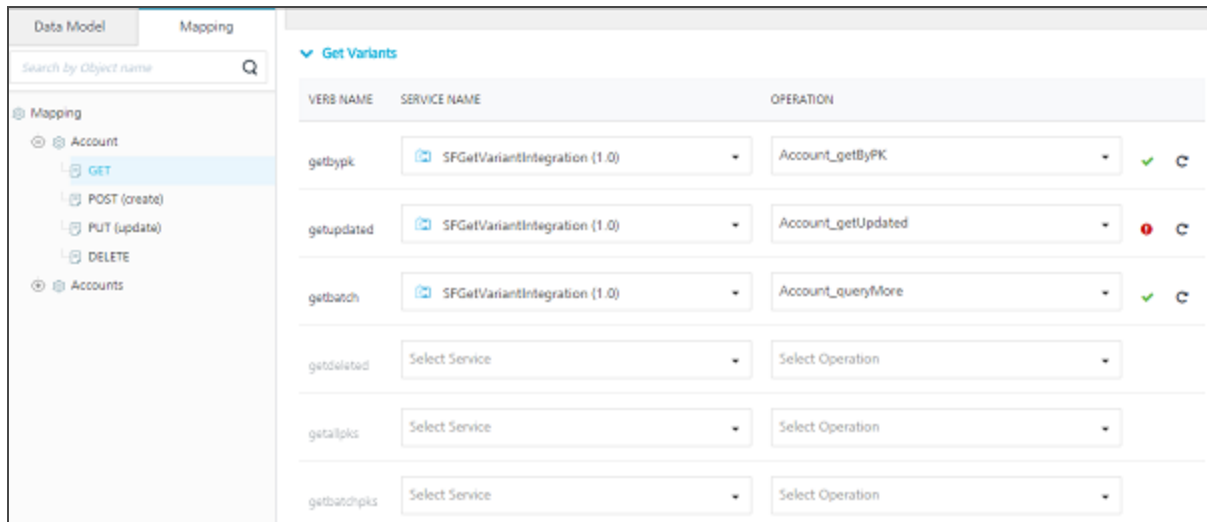 Data Model
Mapping
Search by Object name
Mapping
Account
GET
POST (create)
PUT (update)
DELETE
Accounts
Get Variants
VERB NAME SERVICE NAME OPERATION
getbypk SFGetVariantIntegration (1.0) Account_getByPK
getupdated SFGetVariantIntegration (1.0) Account_getUpdated
getbatch SFGetVariantIntegration (1.0) Account_queryMore
getdeleted Select Service Select Operation
getallpks Select Service Select Operation
getbatchpks Select Service Select Operation